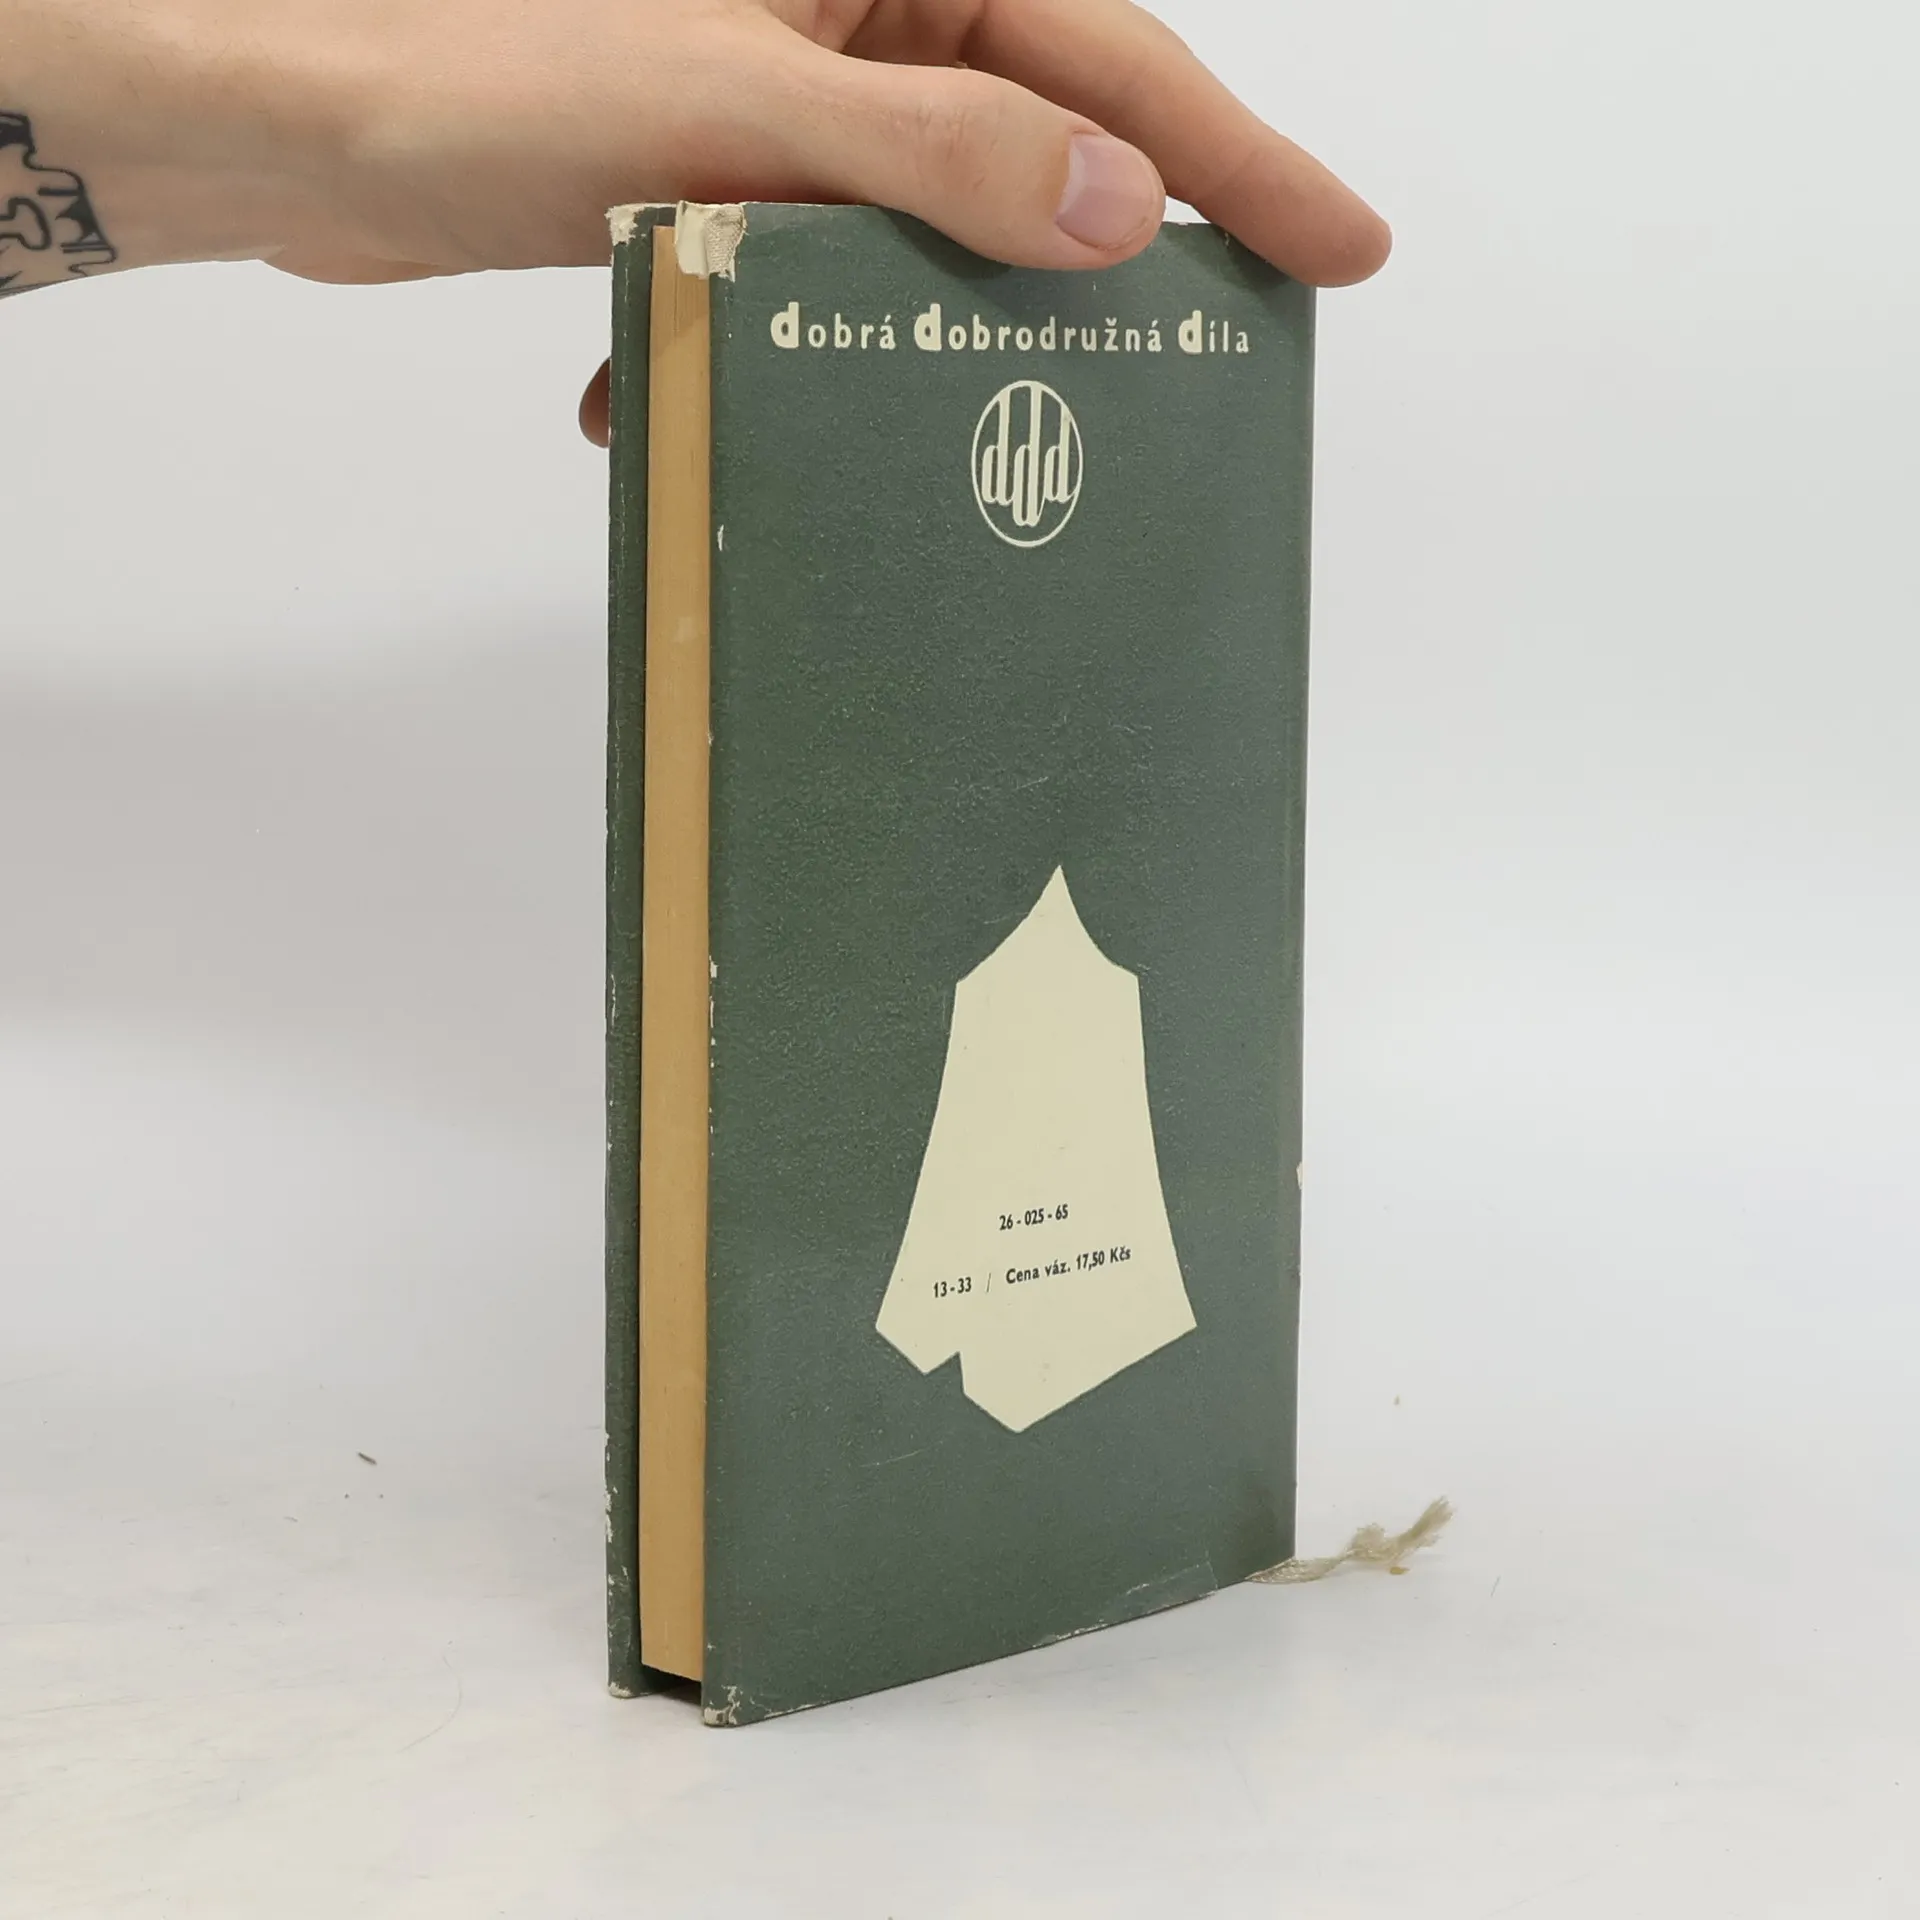 dobrá dobrodružná díla
ddd
26-025-65
13-33 / Cena váz. 17,50 Kčs